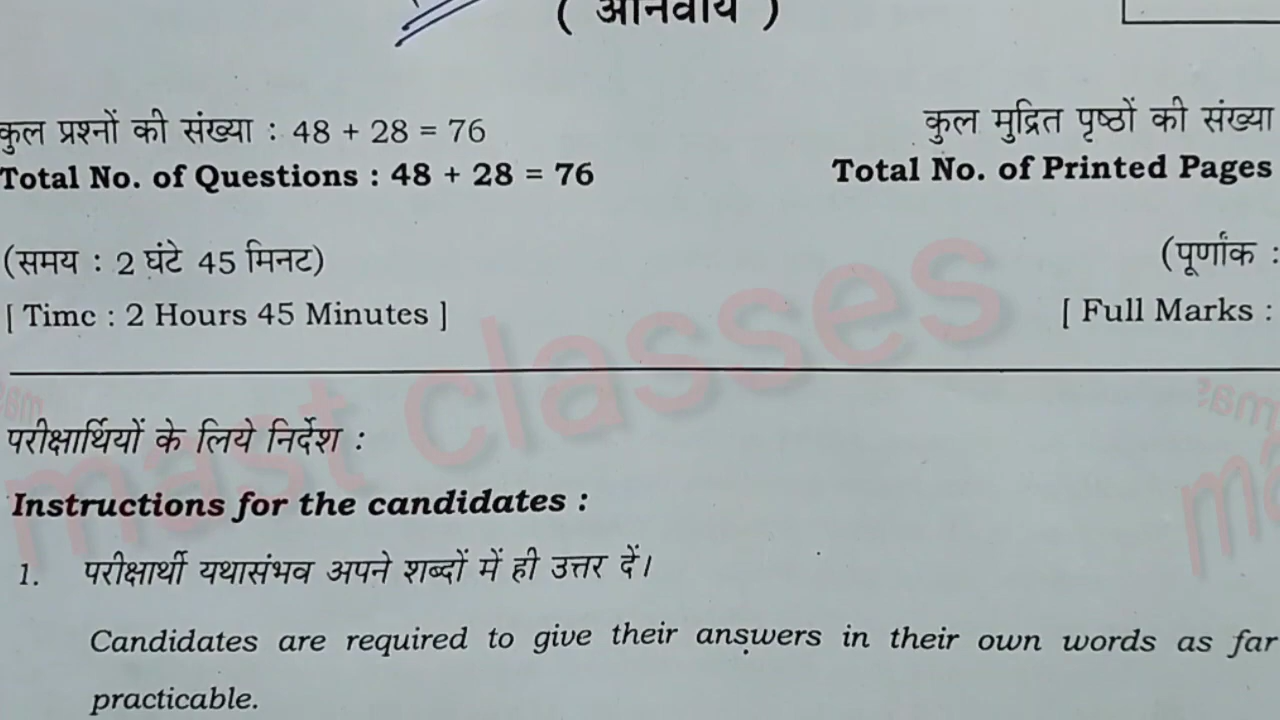 ( अनिवार्य )
कुल प्रश्नों की संख्या : 48 + 28 = 76
कुल मुद्रित पृष्ठों की संख्या
Total No. of Questions : 48 + 28 = 76
Total No. of Printed Pages
(समय : 2 घंटे 45 मिनट)
(पूर्णांक :
[ Time : 2 Hours 45 Minutes ]
[ Full Marks :
mast classes
परीक्षार्थियों के लिये निर्देश :
Instructions for the candidates :
1. परीक्षार्थी यथासंभव अपने शब्दों में ही उत्तर दें।
Candidates are required to give their answers in their own words as far
practicable.